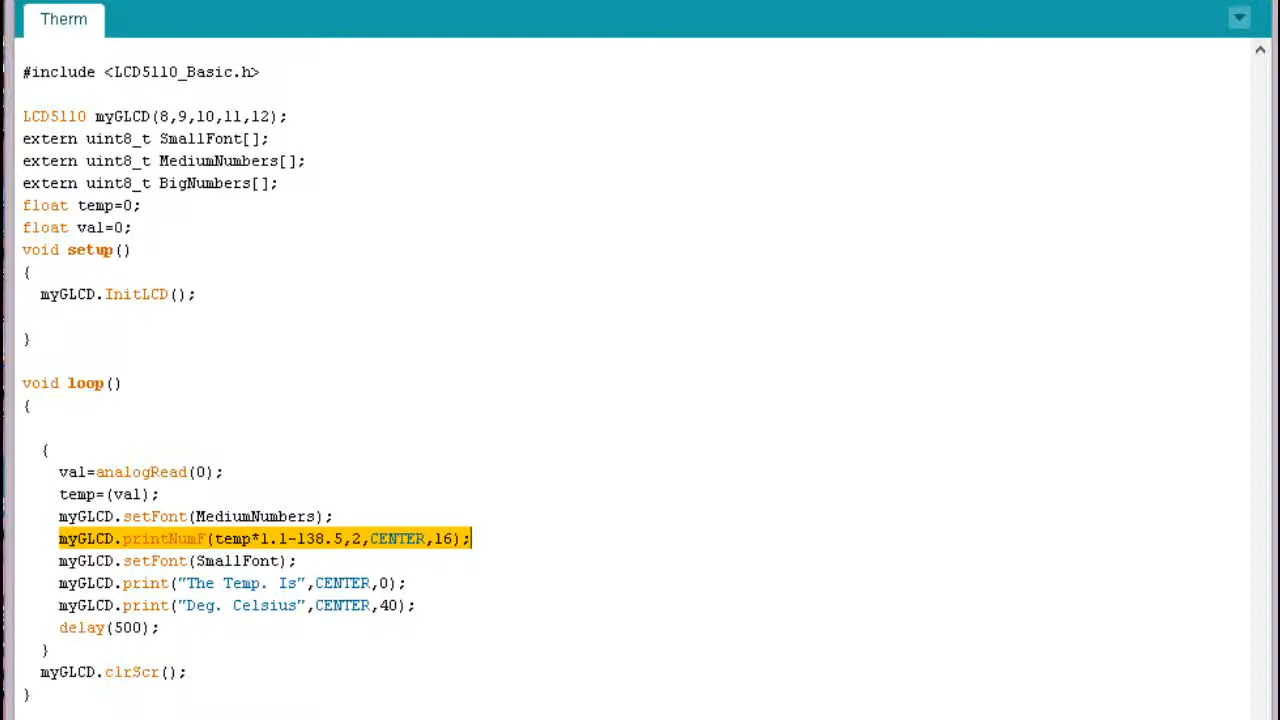 Therm
#include <LCD5110_Basic.h>
LCD5110 myGLCD(8,9,10,11,12);
extern uint8_t SmallFont[];
extern uint8_t MediumNumbers[];
extern uint8_t BigNumbers[];
float temp=0;
float val=0;
void setup()
{
  myGLCD.InitLCD();
}
void loop()
{
  {
    val=analogRead(0);
    temp=(val);
    myGLCD.setFont(MediumNumbers);
    myGLCD.printNumF(temp*1.1-138.5,2,CENTER,16);
    myGLCD.setFont(SmallFont);
    myGLCD.print("The Temp. Is",CENTER,0);
    myGLCD.print("Deg. Celsius",CENTER,40);
    delay(500);
  }
  myGLCD.clrScr();
}